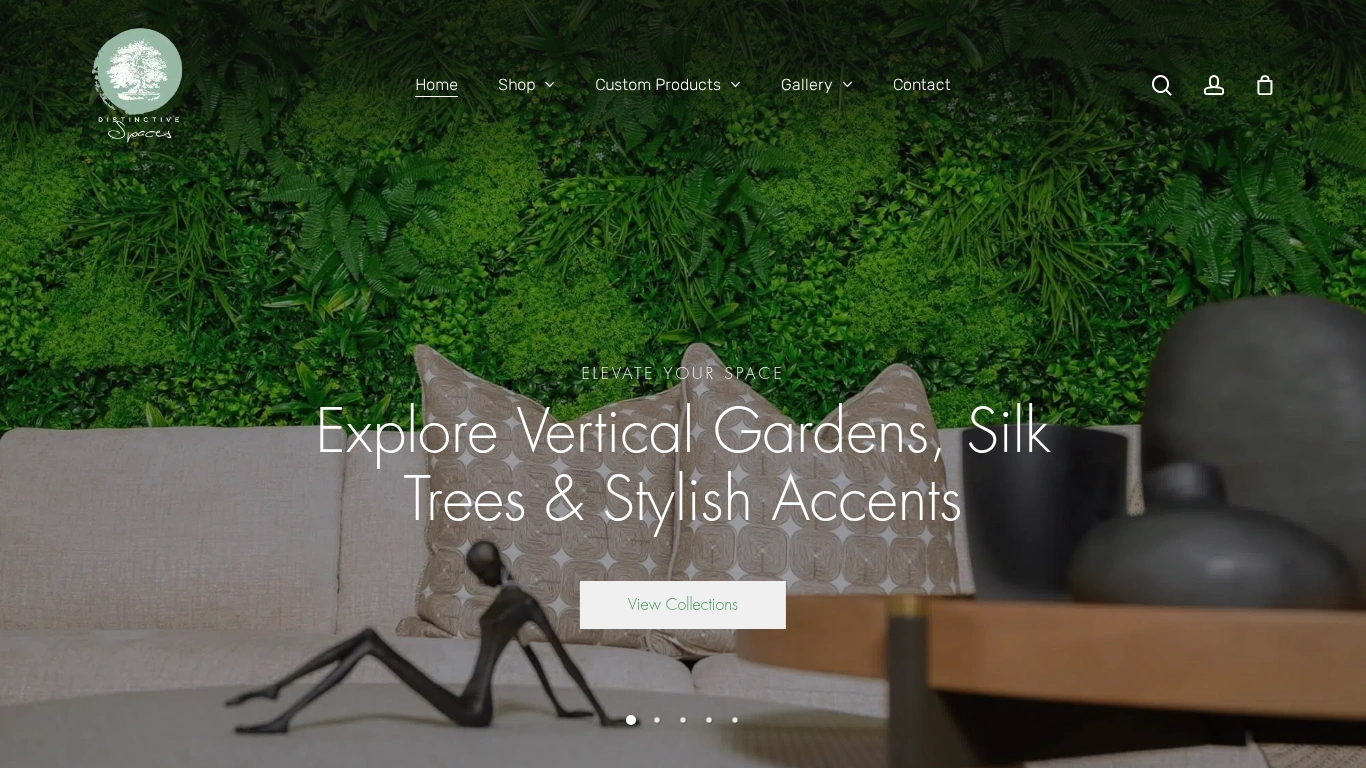 DISTINCTIVE
Spaces
Home
Shop
Custom Products
Gallery
Contact
ELEVATE YOUR SPACE
Explore Vertical Gardens, Silk
Trees & Stylish Accents
View Collections